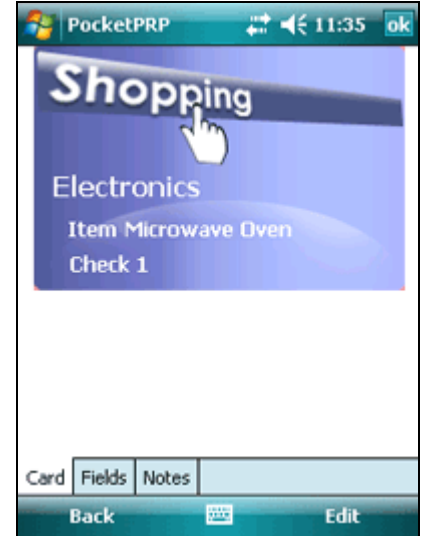 PocketPRP 11:35 ok
Shopping
Electronics
Item Microwave Oven
Check 1
Card Fields Notes
Back Edit